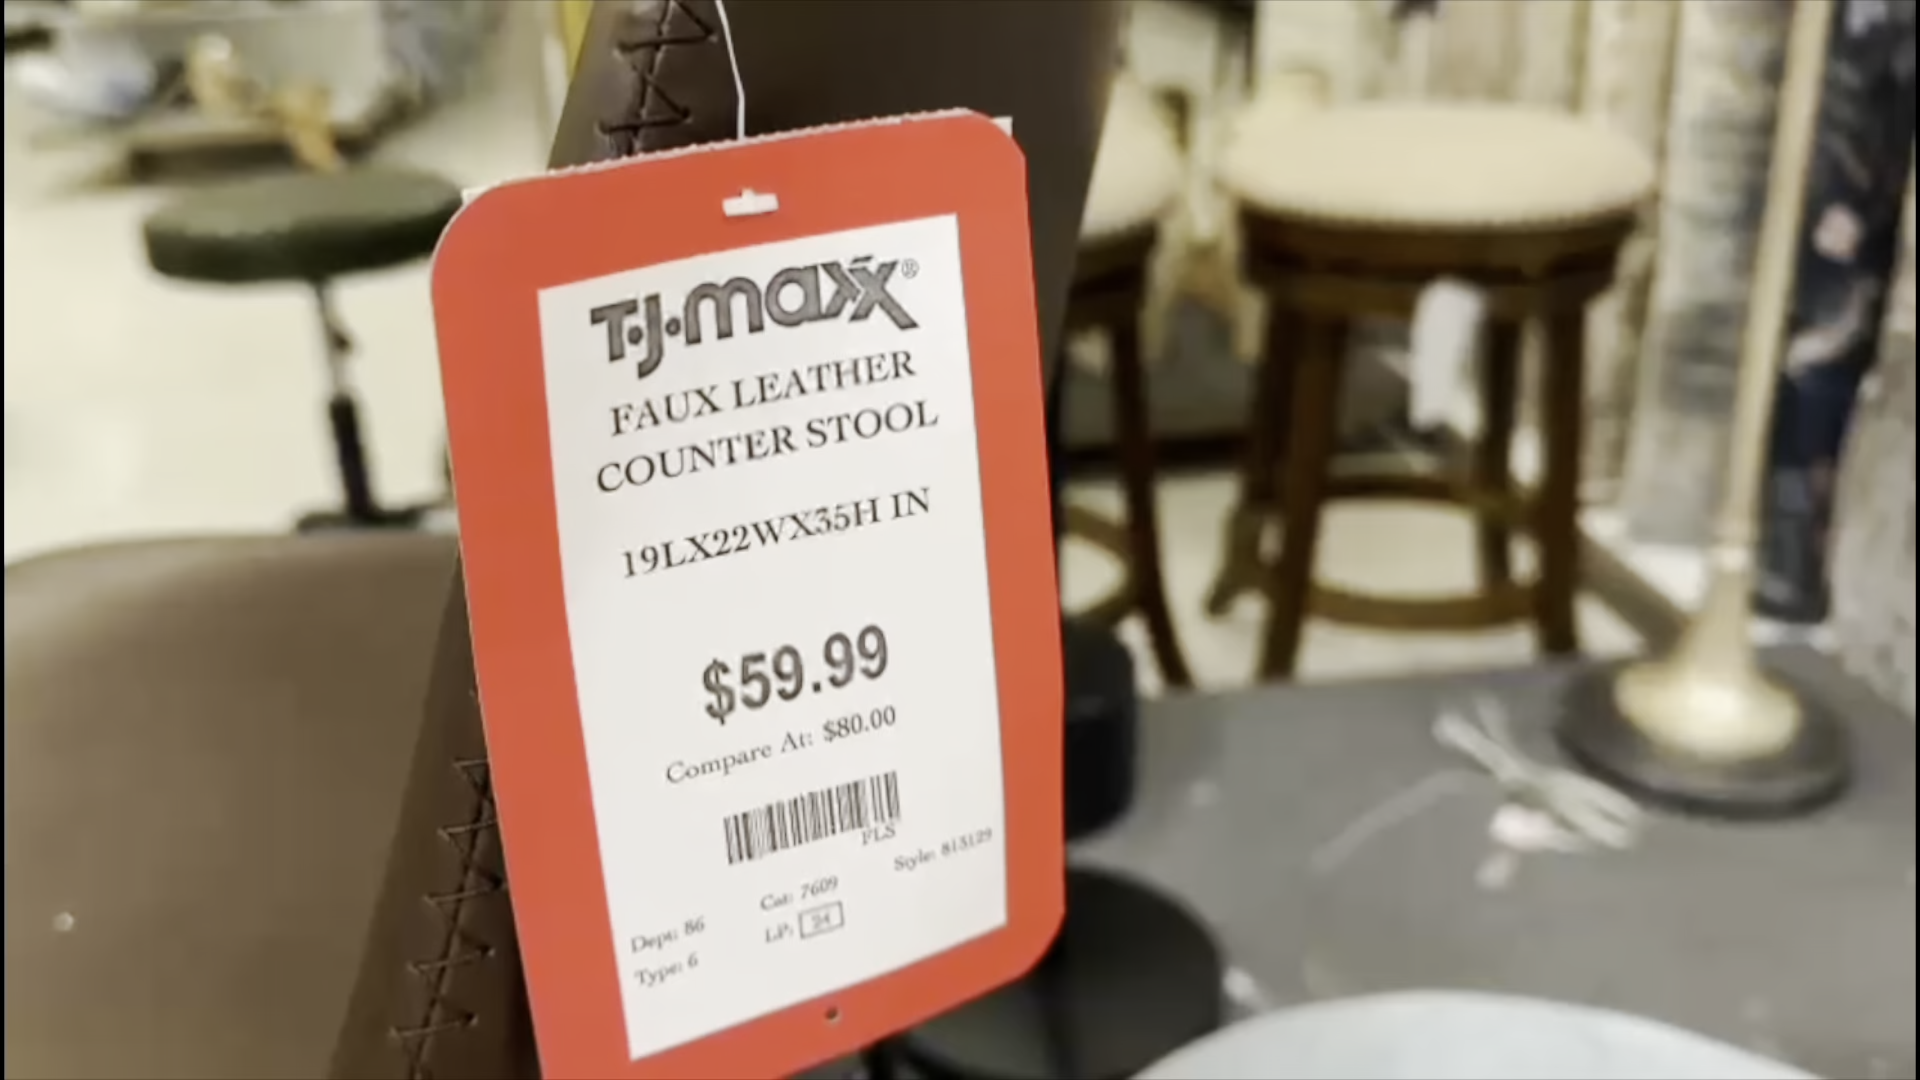 T·J·maxx®
FAUX LEATHER
COUNTER STOOL
19LX22WX35H IN
$59.99
Compare At: $80.00
PLS
Style: 813129
Cat: 7609
Dept: 86
LP: 24
Type: 6